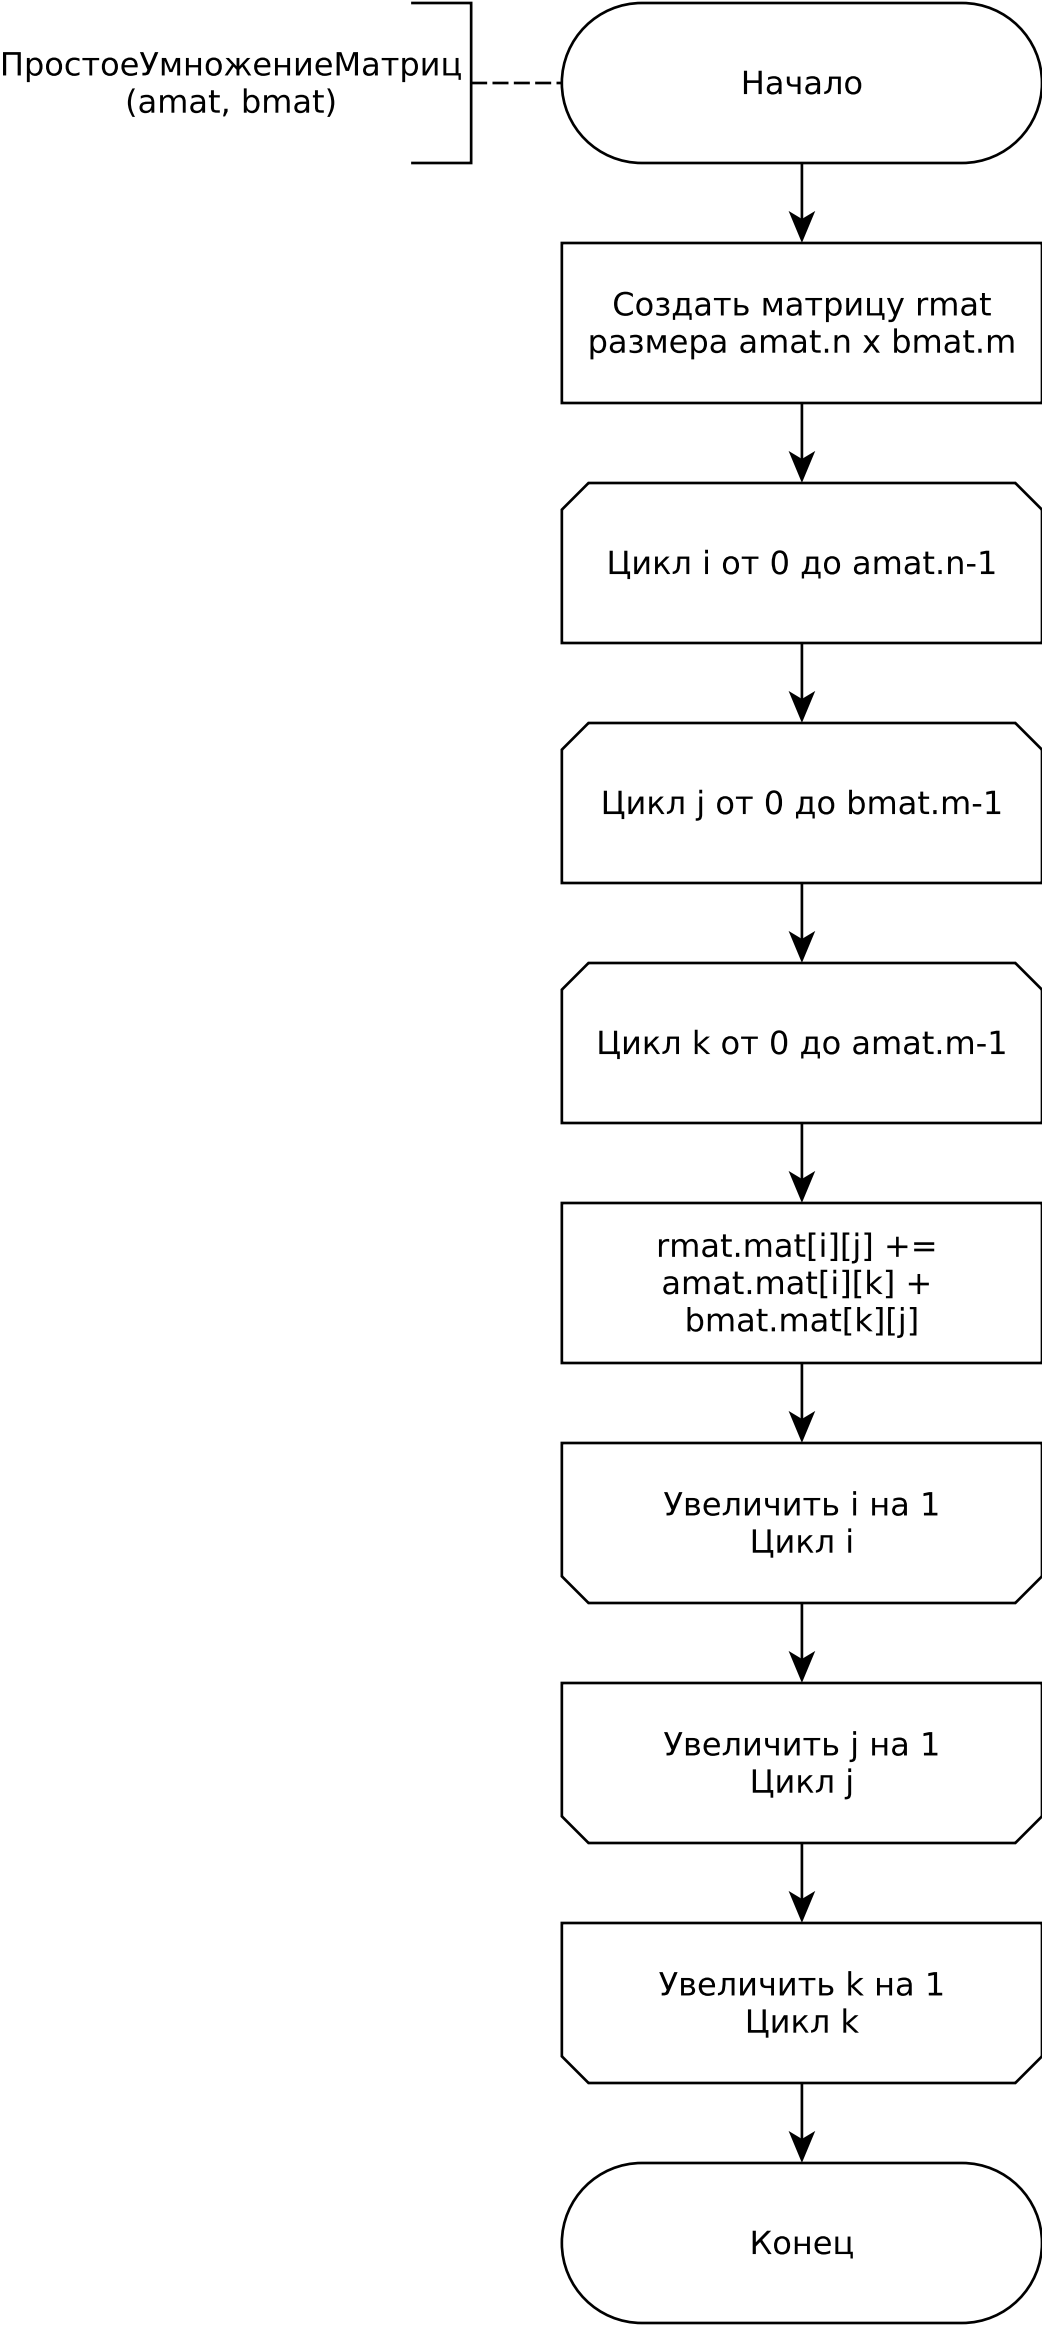 ПростоеУмножениеМатриц
(amat, bmat)
Начало
Создать матрицу rmat
размера amat.n x bmat.m
Цикл i от 0 до amat.n-1
Цикл j от 0 до bmat.m-1
Цикл k от 0 до amat.m-1
rmat.mat[i][j] +=
amat.mat[i][k] +
bmat.mat[k][j]
Увеличить i на 1
Цикл i
Увеличить j на 1
Цикл j
Увеличить k на 1
Цикл k
Конец